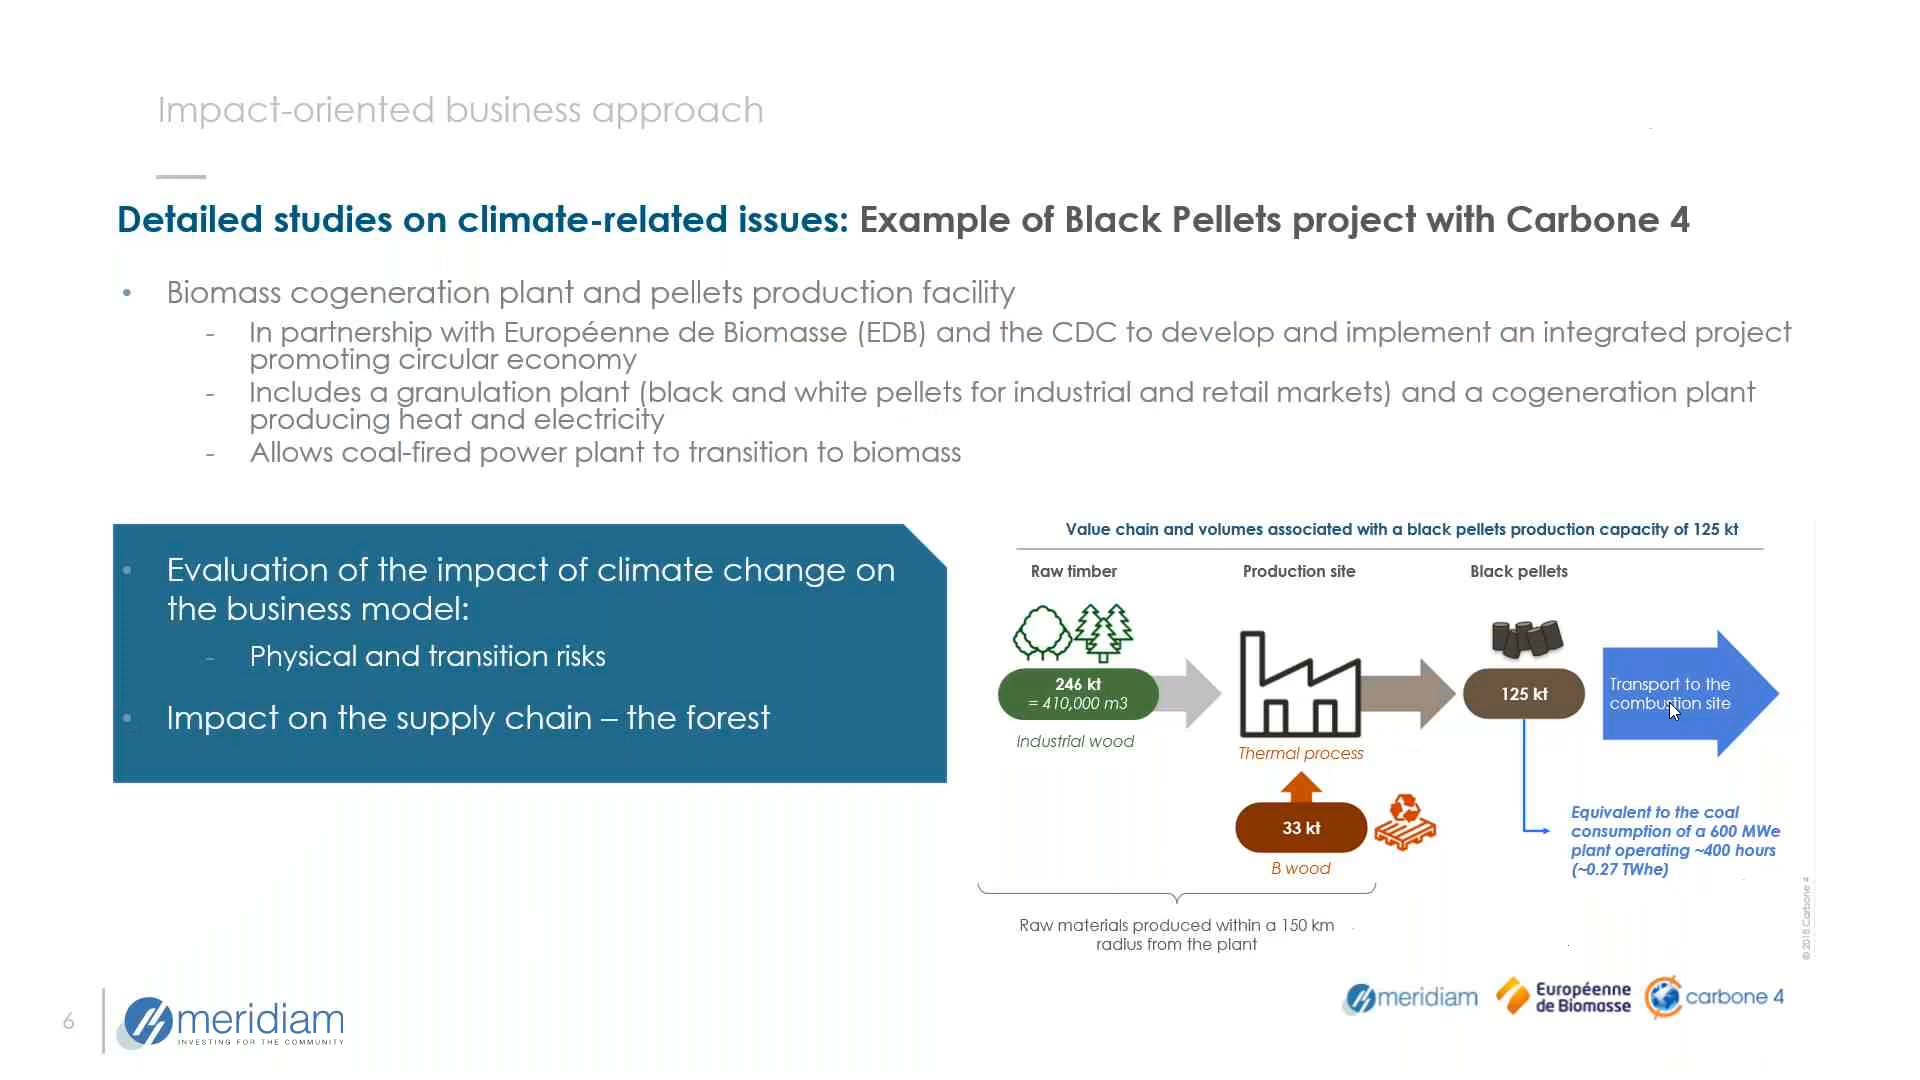 Impact-oriented business approach
Detailed studies on climate-related issues: Example of Black Pellets project with Carbone 4
• Biomass cogeneration plant and pellets production facility
- In partnership with Européenne de Biomasse (EDB) and the CDC to develop and implement an integrated project
promoting circular economy
- Includes a granulation plant (black and white pellets for industrial and retail markets) and a cogeneration plant
producing heat and electricity
- Allows coal-fired power plant to transition to biomass
• Evaluation of the impact of climate change on
the business model:
- Physical and transition risks
• Impact on the supply chain – the forest
Value chain and volumes associated with a black pellets production capacity of 125 kt
Raw timber
Production site
Black pellets
246 kt
= 410,000 m3
Industrial wood
Thermal process
125 kt
Transport to the
combustion site
33 kt
B wood
Equivalent to the coal
consumption of a 600 MWe
plant operating ~400 hours
(~0.27 TWhe)
Raw materials produced within a 150 km
radius from the plant
© 2018 Carbone 4
6
meridiam
INVESTING FOR THE COMMUNITY
meridiam
Européenne
de Biomasse
carbone 4